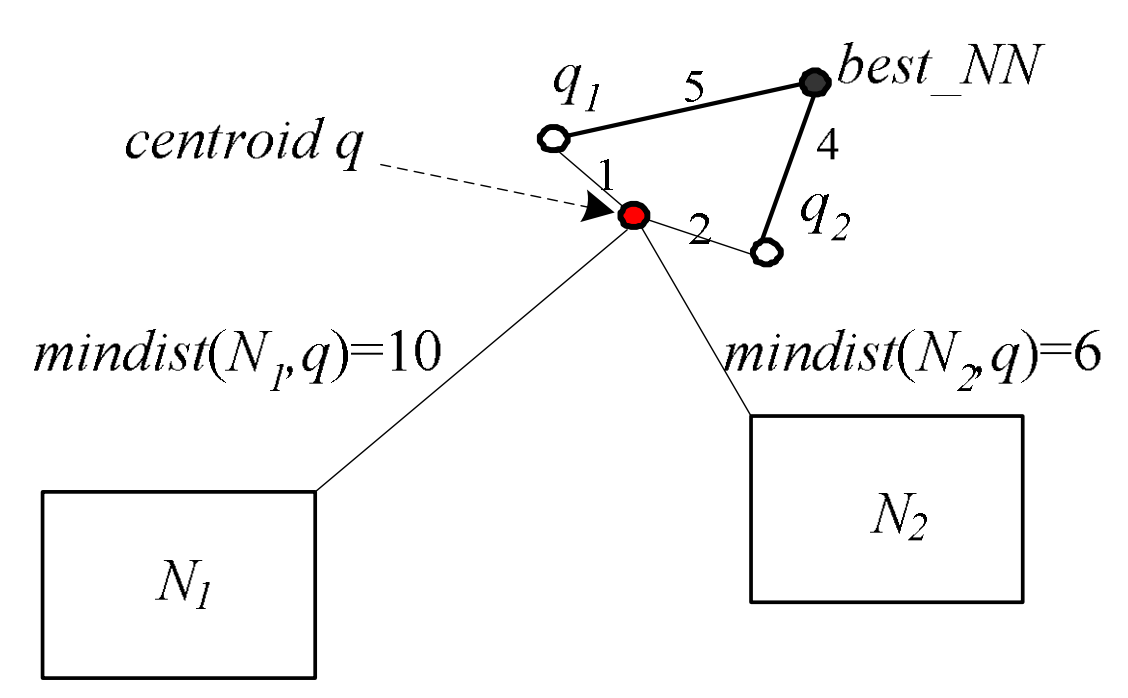 best_NN
q1
5
centroid q
4
1
q2
2
mindist(N1,q)=10
mindist(N2,q)=6
N2
N1